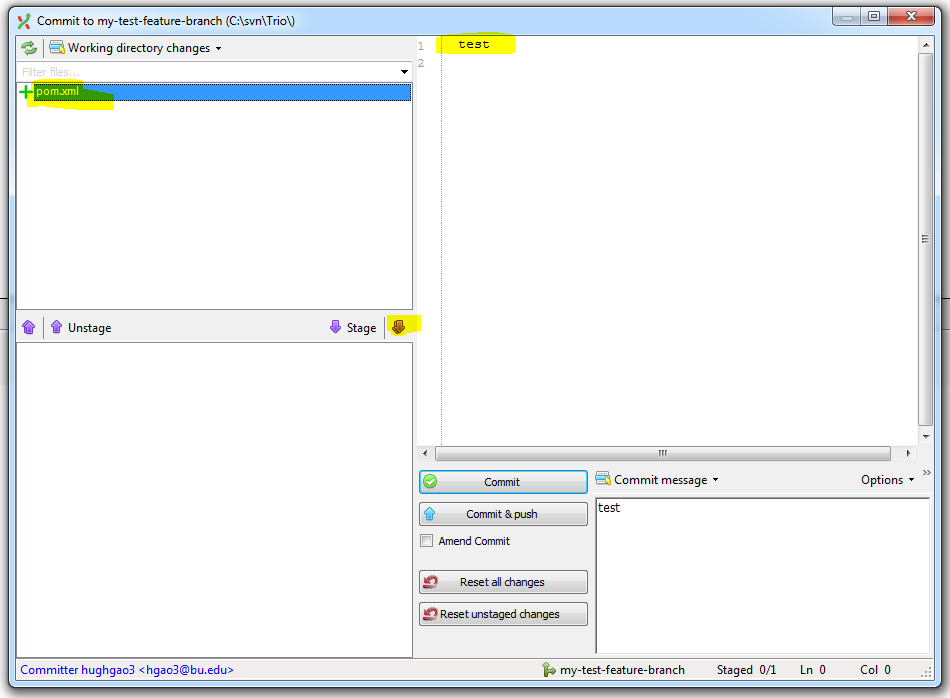 Commit to my-test-feature-branch (C:\svn\Trio\)
Working directory changes
Filter files...
pom.xml
1 test
2
Unstage
Stage
Commit
Commit message
Options
Commit & push
test
Amend Commit
Reset all changes
Reset unstaged changes
Committer hughgao3 <hgao3@bu.edu>
my-test-feature-branch
Staged 0/1
Ln 0
Col 0